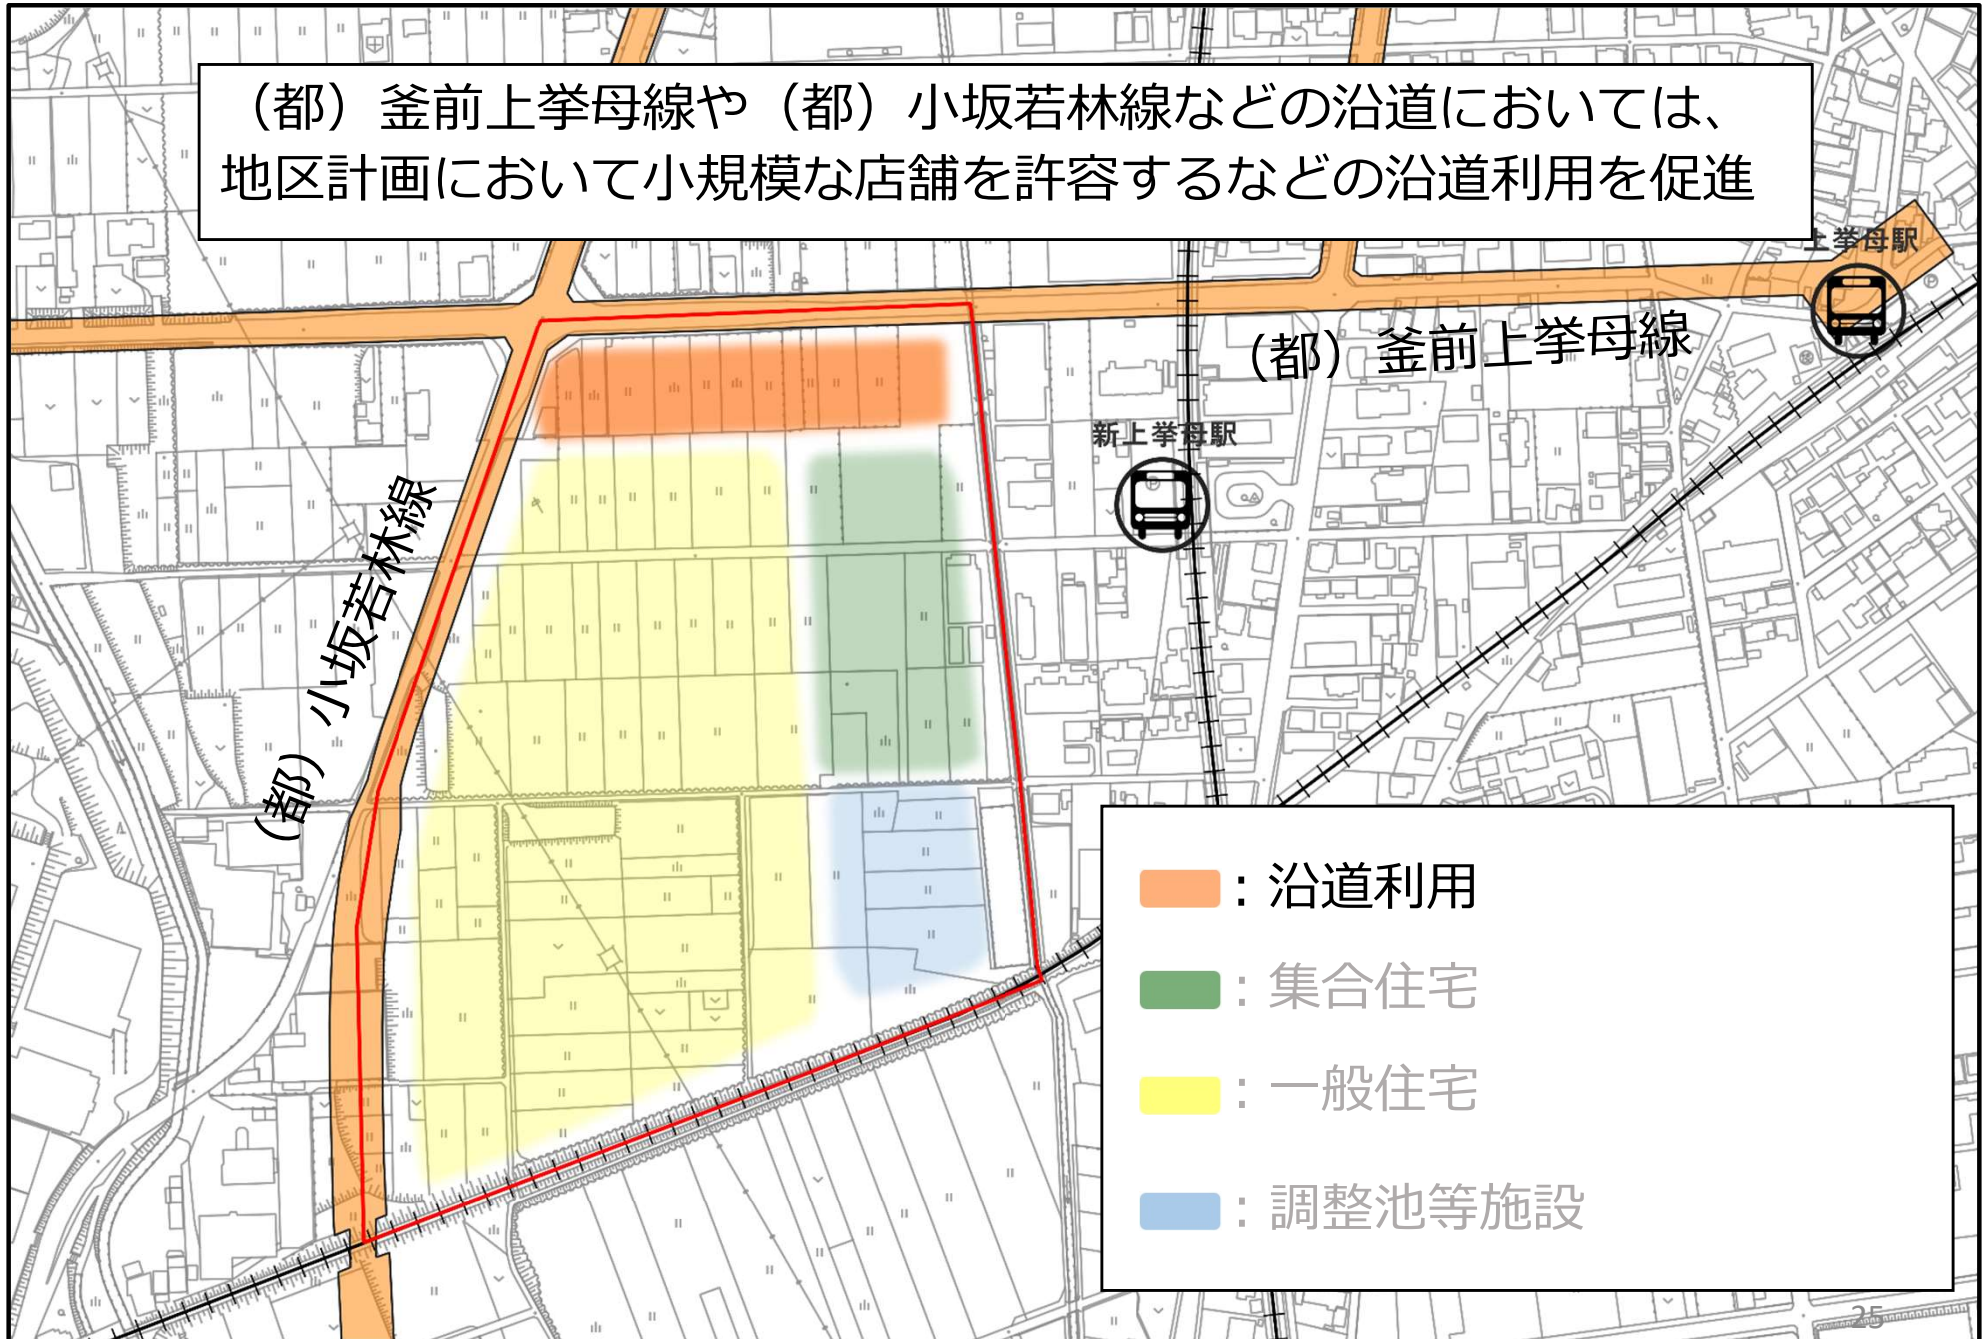 （都）釜前上挙母線や（都）小坂若林線などの沿道においては、
地区計画において小規模な店舗を許容するなどの沿道利用を促進
上挙母駅
（都）釜前上挙母線
新上挙母駅
（都）小坂若林線
：沿道利用
：集合住宅
：一般住宅
：調整池等施設
25